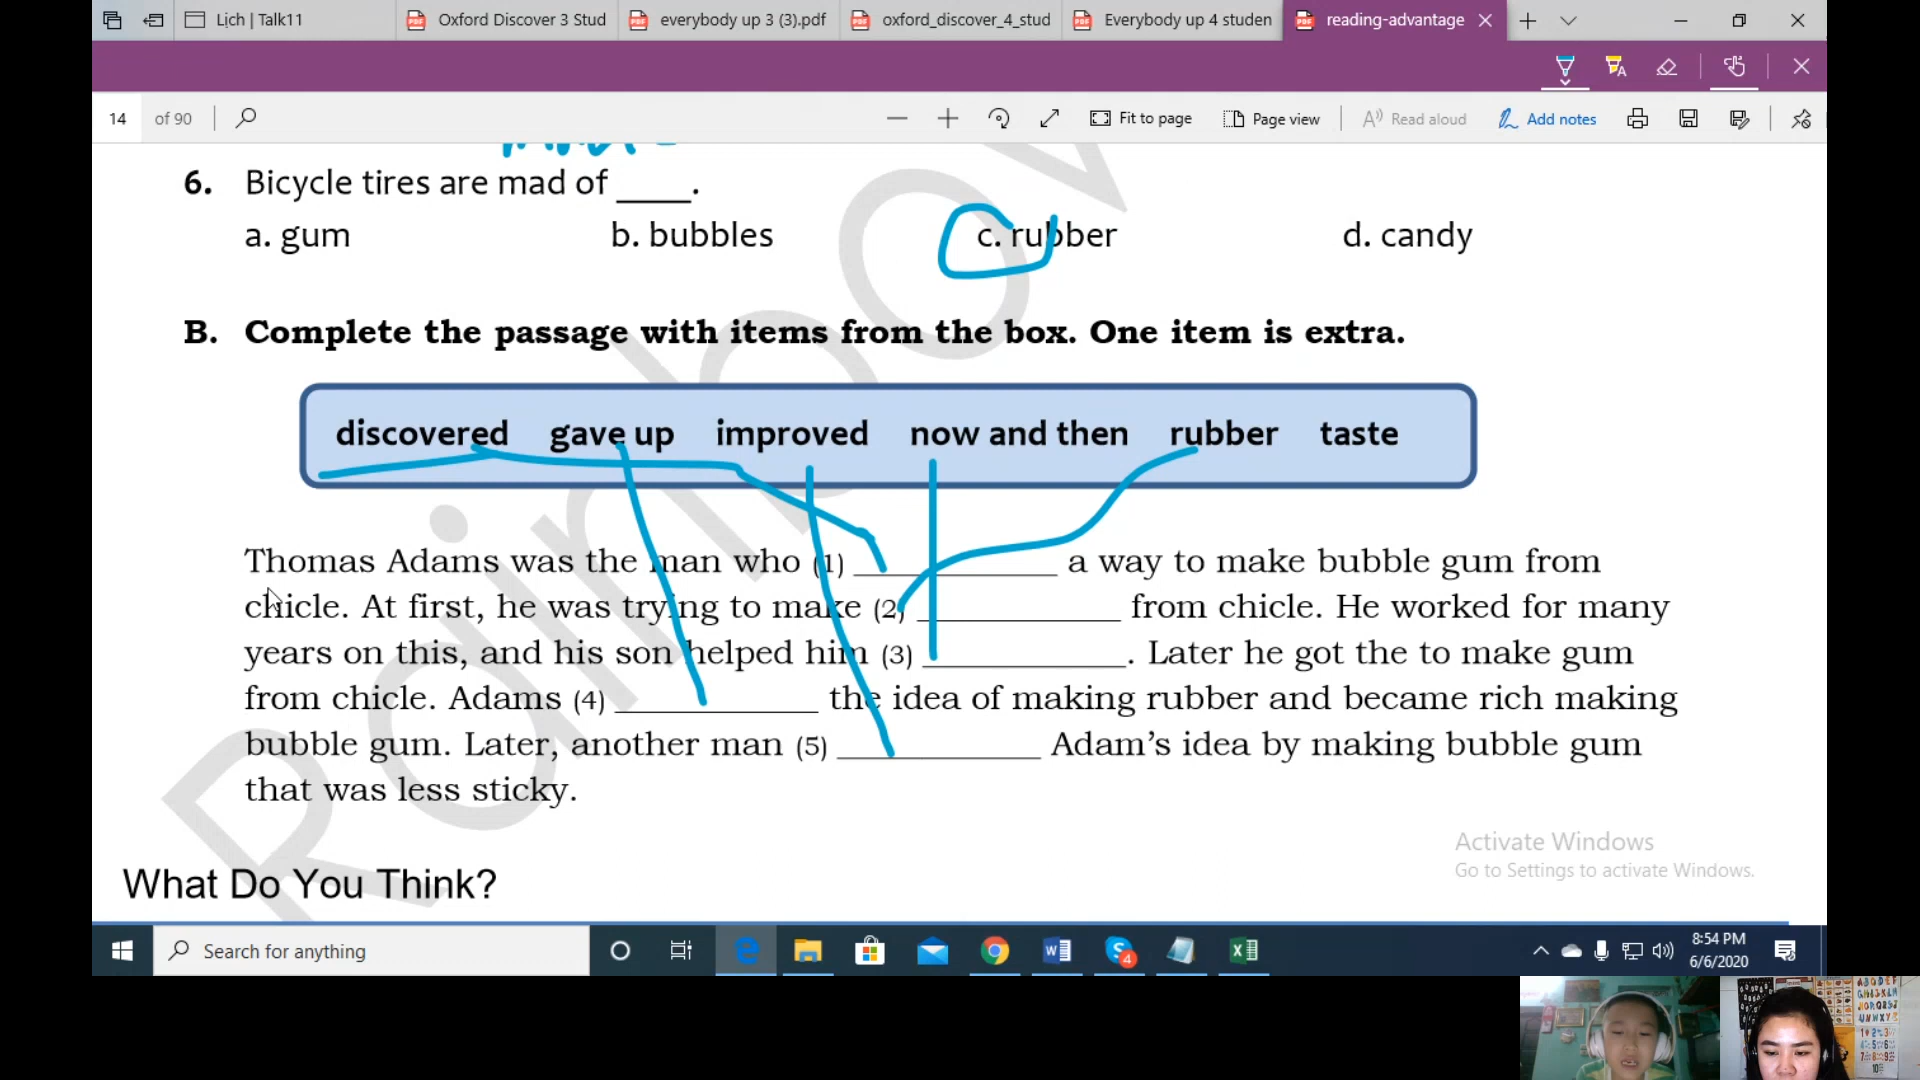 Lịch | Talk11
Oxford Discover 3 Stud
everybody up 3 (3).pdf
oxford_discover_4_stud
Everybody up 4 studen
reading-advantage
14 of 90
Fit to page
Page view
Read aloud
Add notes
6. Bicycle tires are mad of ____.
a. gum b. bubbles c. rubber d. candy
B. Complete the passage with items from the box. One item is extra.
discovered gave up improved now and then rubber taste
Thomas Adams was the man who (1) ____________ a way to make bubble gum from
chicle. At first, he was trying to make (2) ____________ from chicle. He worked for many
years on this, and his son helped him (3) ____________. Later he got the to make gum
from chicle. Adams (4) ____________ the idea of making rubber and became rich making
bubble gum. Later, another man (5) ____________ Adam’s idea by making bubble gum
that was less sticky.
Rainbow
Activate Windows
Go to Settings to activate Windows.
What Do You Think?
Search for anything
4
8:54 PM
6/6/2020